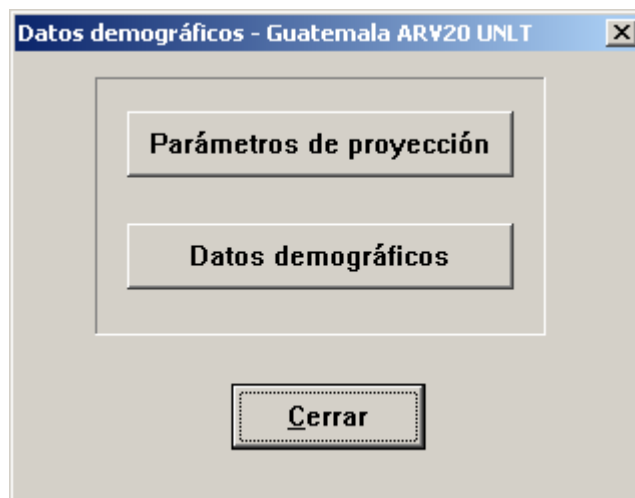 Datos demográficos - Guatemala ARV20 UNLT
Parámetros de proyección
Datos demográficos
Cerrar